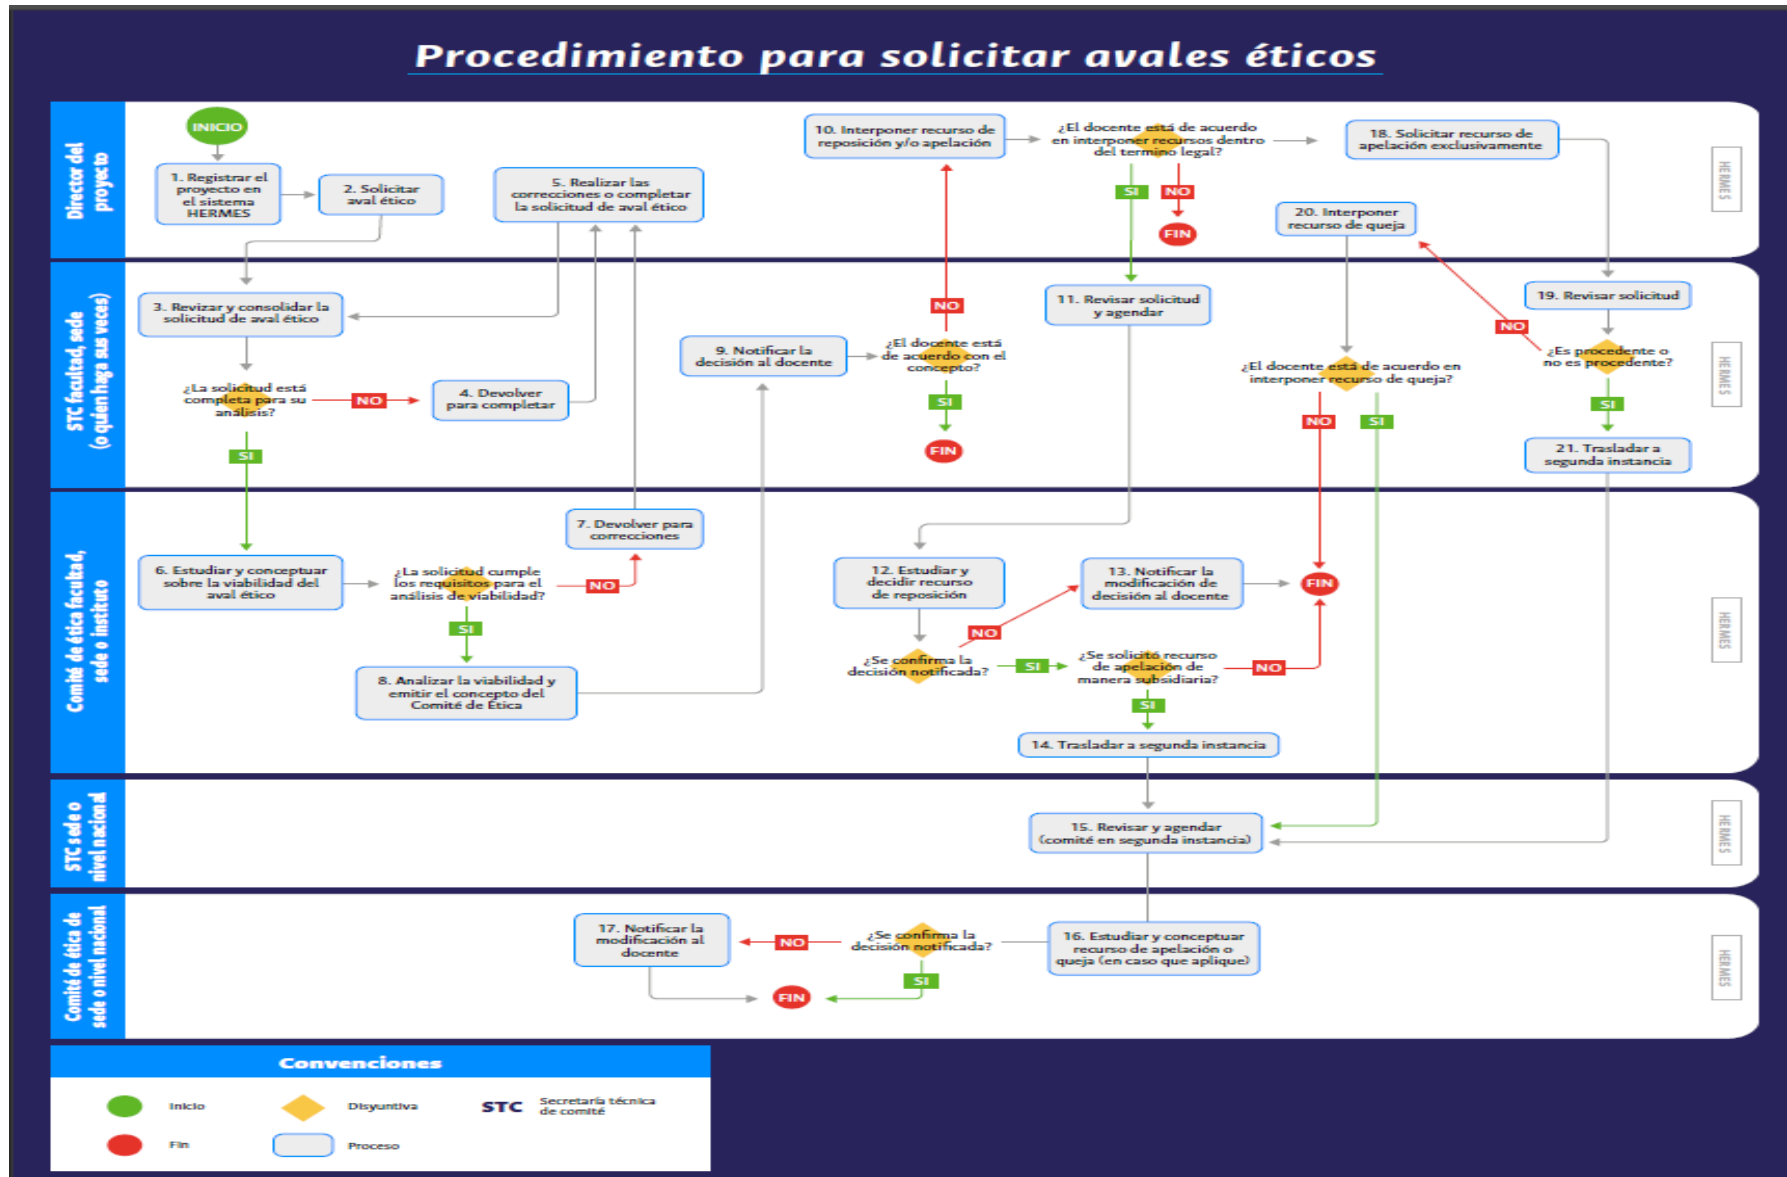 Procedimiento para solicitar avales éticos
Director del
proyecto
INICIO
1. Registrar el
proyecto en
el sistema
HERMES
2. Solicitar
aval ético
5. Realizar las
correcciones o completar
la solicitud de aval ético
10. Interponer recurso de
reposición y/o apelación
¿El docente está de acuerdo
en interponer recursos dentro
del termino legal?
SI
NO
FIN
18. Solicitar recurso de
apelación exclusivamente
20. Interponer
recurso de queja
HERMES
STC facultad, sede
(o quien haga sus veces)
3. Revizar y consolidar la
solicitud de aval ético
¿La solicitud está
completa para su
análisis?
NO
SI
4. Devolver
para completar
9. Notificar la
decisión al docente
NO
¿El docente está
de acuerdo con el
concepto?
SI
FIN
11. Revisar solicitud
y agendar
¿El docente está de acuerdo en
interponer recurso de queja?
NO
SI
19. Revisar solicitud
NO
¿Es procedente o
no es procedente?
SI
21. Trasladar a
segunda instancia
HERMES
Comité de ética facultad,
sede o instituto
6. Estudiar y conceptuar
sobre la viabilidad del
aval ético
¿La solicitud cumple
los requisitos para el
análisis de viabilidad?
NO
SI
7. Devolver para
correcciones
8. Analizar la viabilidad y
emitir el concepto del
Comité de Ética
12. Estudiar y
decidir recurso
de reposición
13. Notificar la
modificación de
decisión al docente
FIN
NO
¿Se confirma la
decisión notificada?
SI
¿Se solicitó recurso
de apelación de
manera subsidiaria?
NO
SI
14. Trasladar a segunda instancia
HERMES
STC sede o
nivel nacional
15. Revisar y agendar
(comité en segunda instancia)
HERMES
Comité de ética de
sede o nivel nacional
17. Notificar la
modificación al
docente
NO
¿Se confirma la
decisión notificada?
SI
FIN
16. Estudiar y conceptuar
recurso de apelación o
queja (en caso que aplique)
HERMES
Convenciones
Inicio
Disyuntiva
STC
Secretaría técnica
de comité
Fin
Proceso